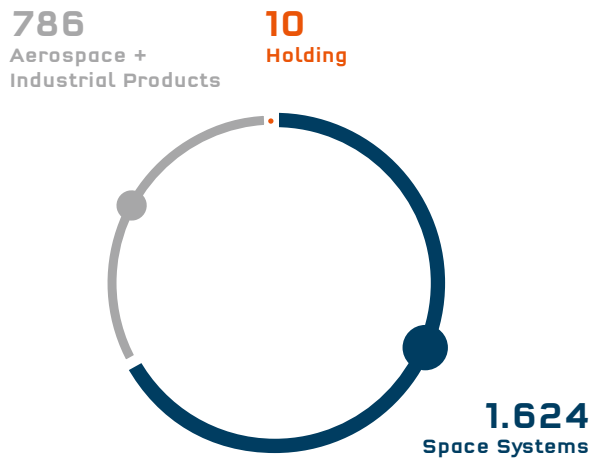 786
Aerospace +
Industrial Products
10
Holding
1.624
Space Systems